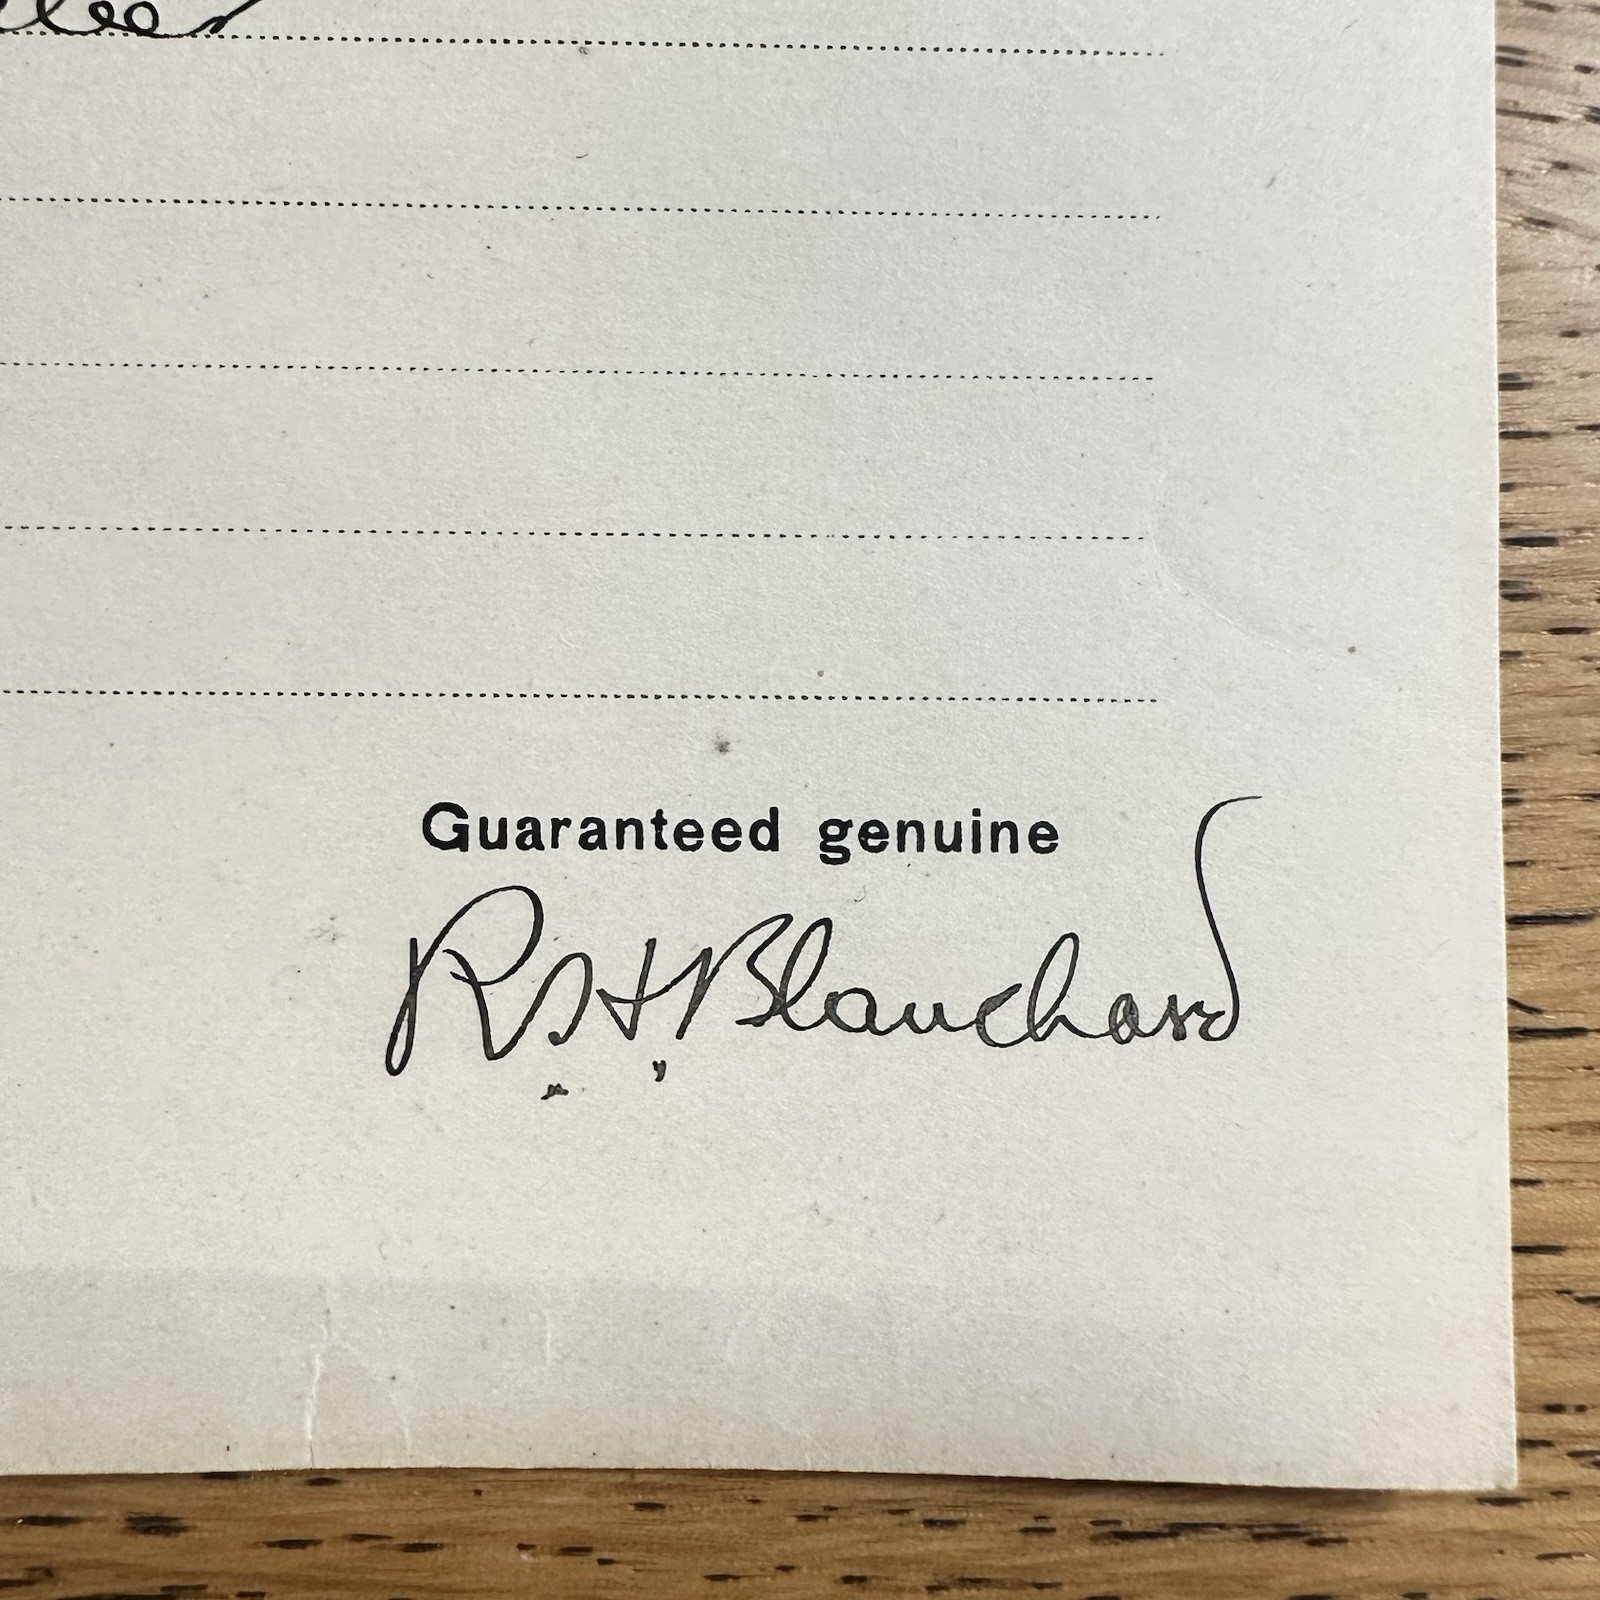 Guaranteed genuine
R H Blanchard